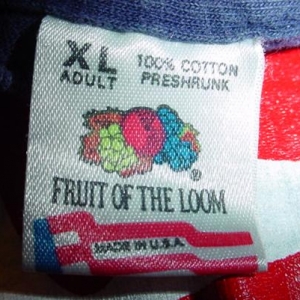 XL 100% COTTON
ADULT PRESHRUNK
®
FRUIT OF THE LOOM
MADE IN U.S.A.